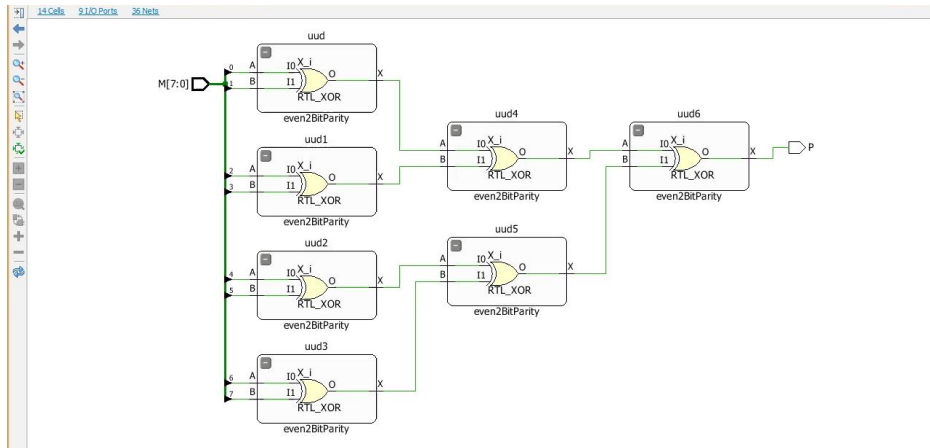 14 Cells 9 I/O Ports 36 Nets
M[7:0]
uud
0 A I0 X_i O X
1 B I1
RTL_XOR
even2BitParity
uud1
2 A I0 X_i O X
3 B I1
RTL_XOR
even2BitParity
uud2
4 A I0 X_i O X
5 B I1
RTL_XOR
even2BitParity
uud3
6 A I0 X_i O X
7 B I1
RTL_XOR
even2BitParity
uud4
A I0 X_i O X
B I1
RTL_XOR
even2BitParity
uud5
A I0 X_i O X
B I1
RTL_XOR
even2BitParity
uud6
A I0 X_i O X
B I1
RTL_XOR
even2BitParity
P